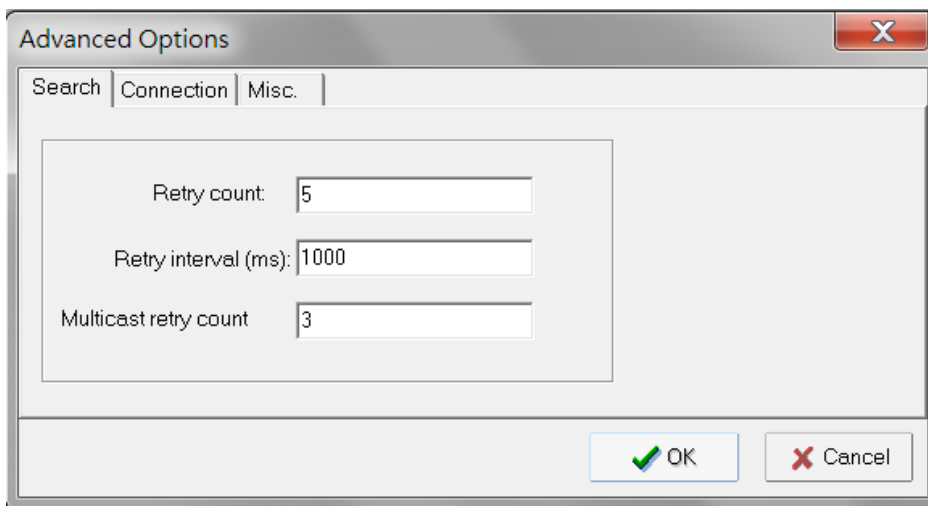 Advanced Options
Search Connection Misc.
Retry count: 5
Retry interval (ms): 1000
Multicast retry count 3
OK Cancel